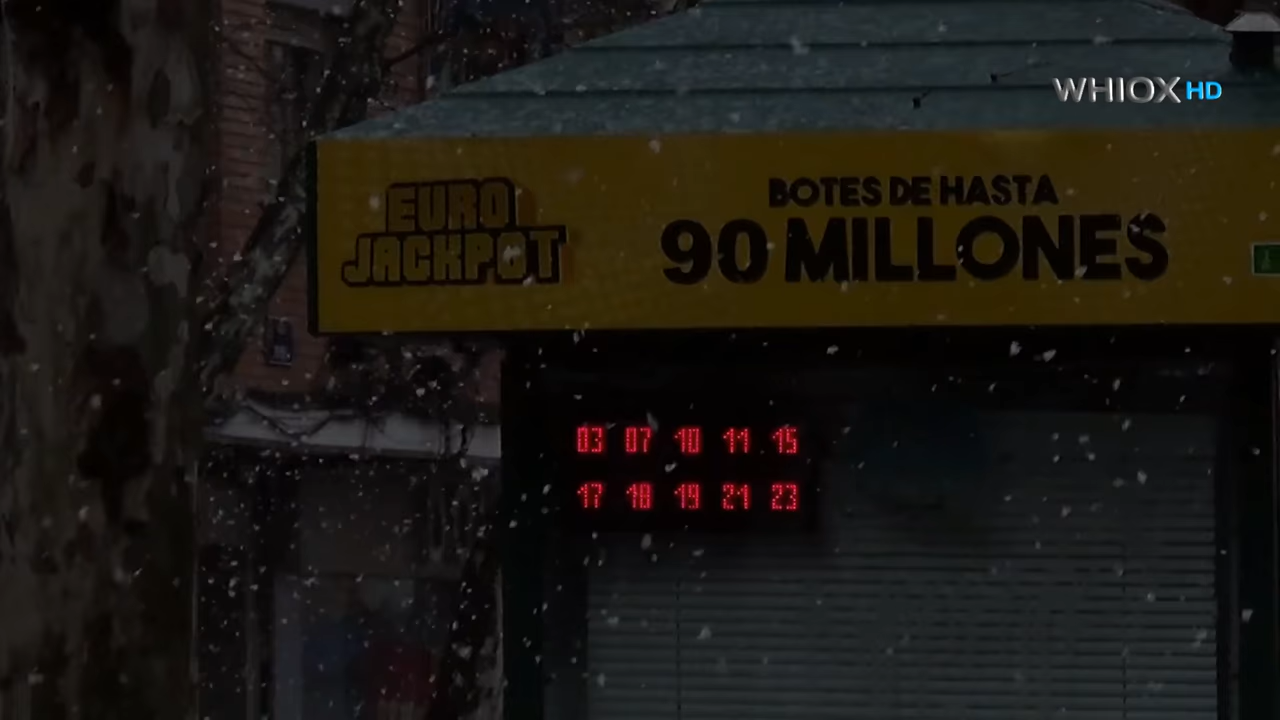 WHIOX HD
EURO
JACKPOT
BOTES DE HASTA
90 MILLONES
03 07 10 11 15
17 18 19 21 23